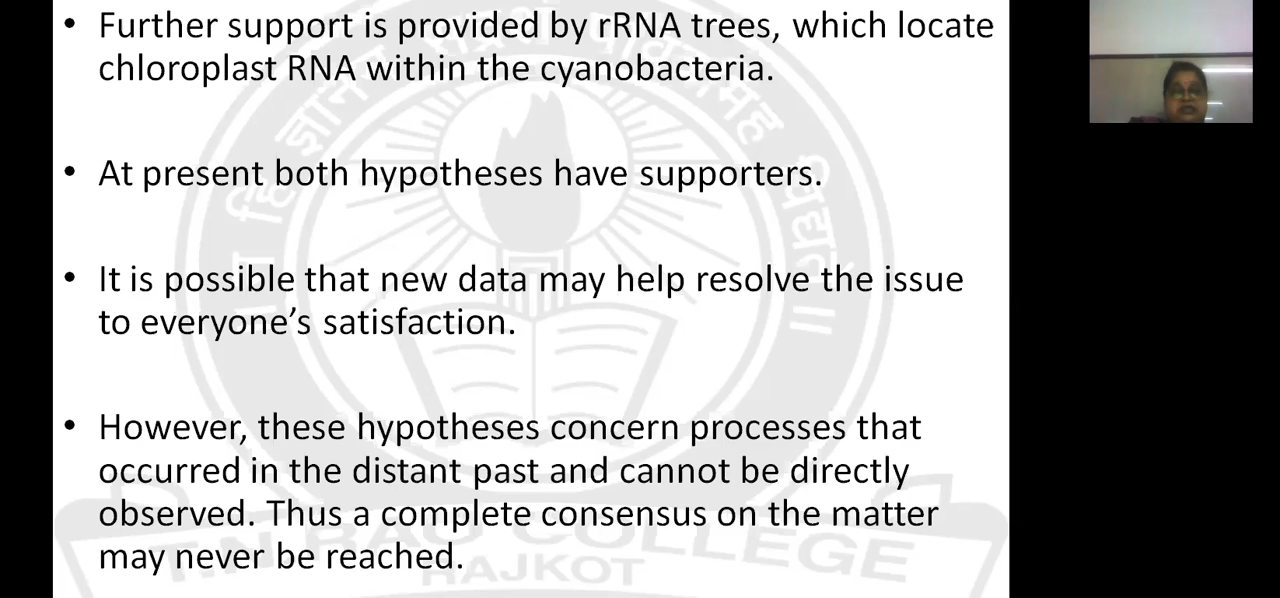 • Further support is provided by rRNA trees, which locate
chloroplast RNA within the cyanobacteria.
• At present both hypotheses have supporters.
• It is possible that new data may help resolve the issue
to everyone’s satisfaction.
• However, these hypotheses concern processes that
occurred in the distant past and cannot be directly
observed. Thus a complete consensus on the matter
may never be reached.
RAO COLLEGE
RAJKOT